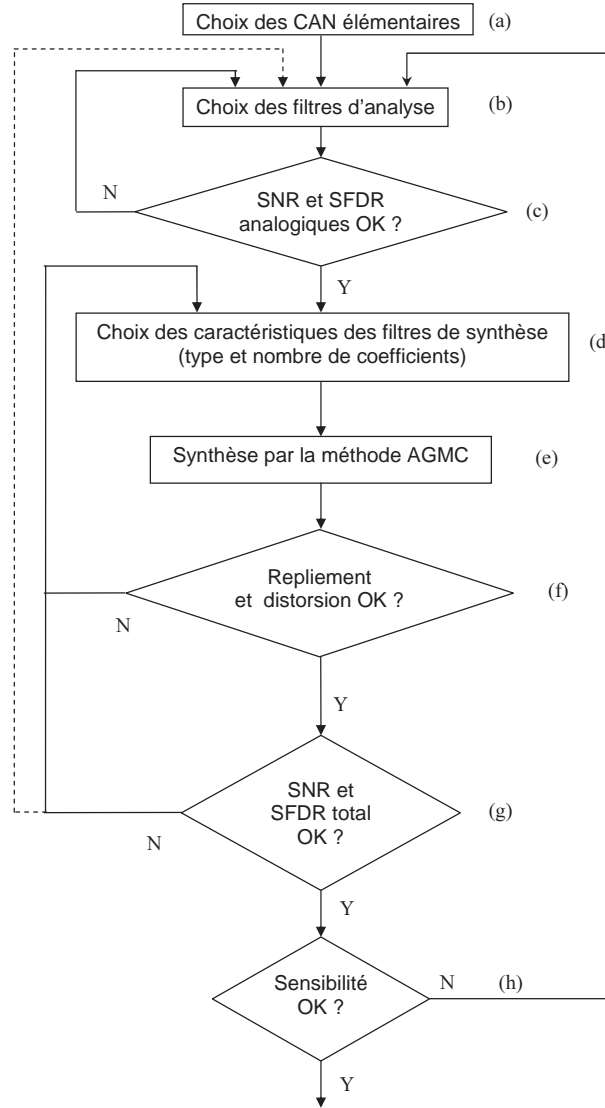 Choix des CAN élémentaires
(a)
Choix des filtres d'analyse
(b)
N
SNR et SFDR
analogiques OK ?
(c)
Y
Choix des caractéristiques des filtres de synthèse
(type et nombre de coefficients)
(d
Synthèse par la méthode AGMC
(e)
Repliement
et distorsion OK ?
(f)
N
Y
SNR et
SFDR total
OK ?
(g)
N
Y
Sensibilité
OK ?
N
(h)
Y